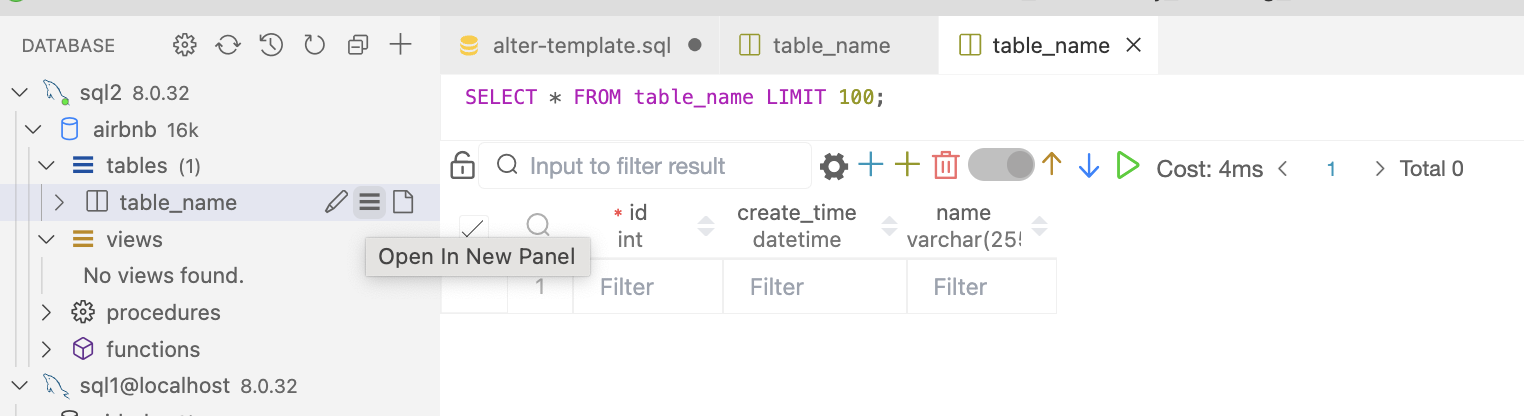 DATABASE
alter-template.sql
table_name
table_name
sql2 8.0.32
SELECT * FROM table_name LIMIT 100;
airbnb 16k
tables (1)
Input to filter result
Cost: 4ms
1
Total 0
table_name
* id
int
create_time
datetime
name
varchar(255
views
Open In New Panel
No views found.
1
Filter
Filter
Filter
procedures
functions
sql1@localhost 8.0.32